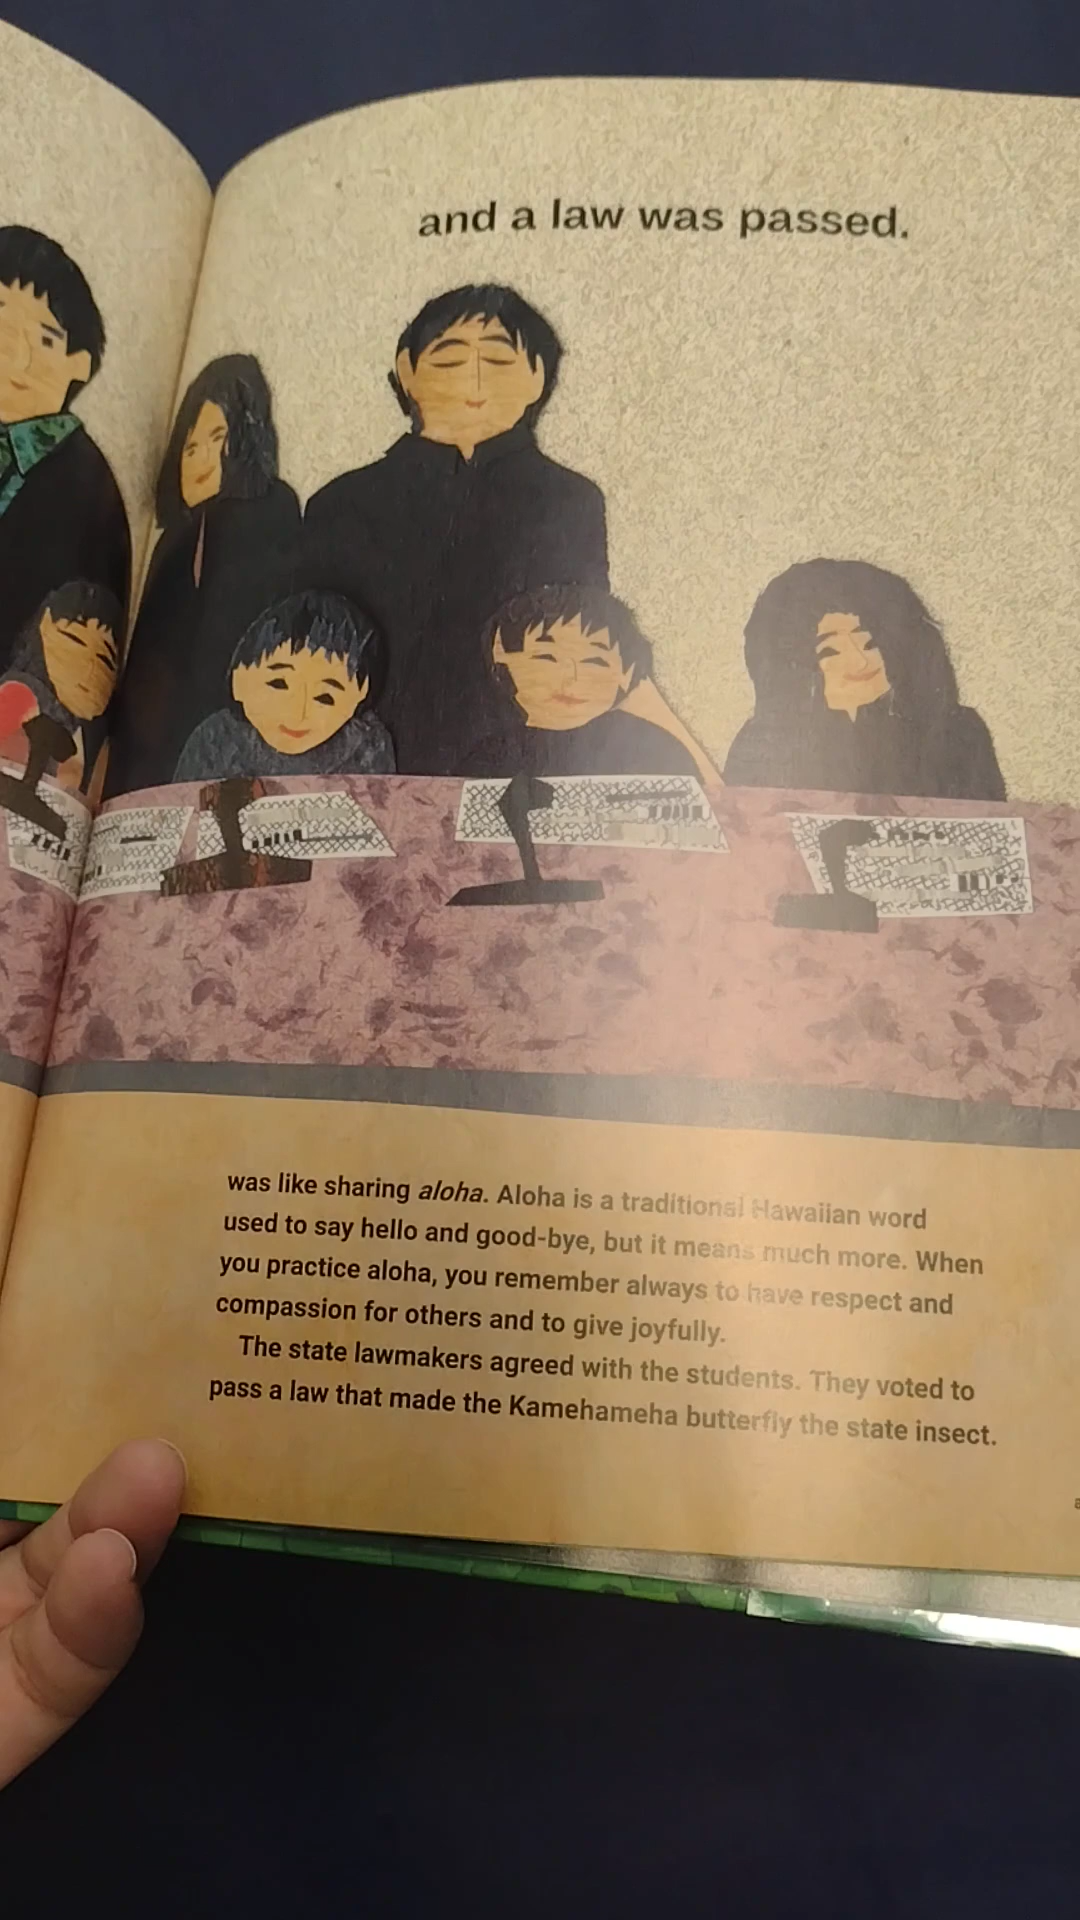 and a law was passed.
was like sharing aloha. Aloha is a traditional Hawaiian word
used to say hello and good-bye, but it means much more. When
you practice aloha, you remember always to have respect and
compassion for others and to give joyfully.
The state lawmakers agreed with the students. They voted to
pass a law that made the Kamehameha butterfly the state insect.